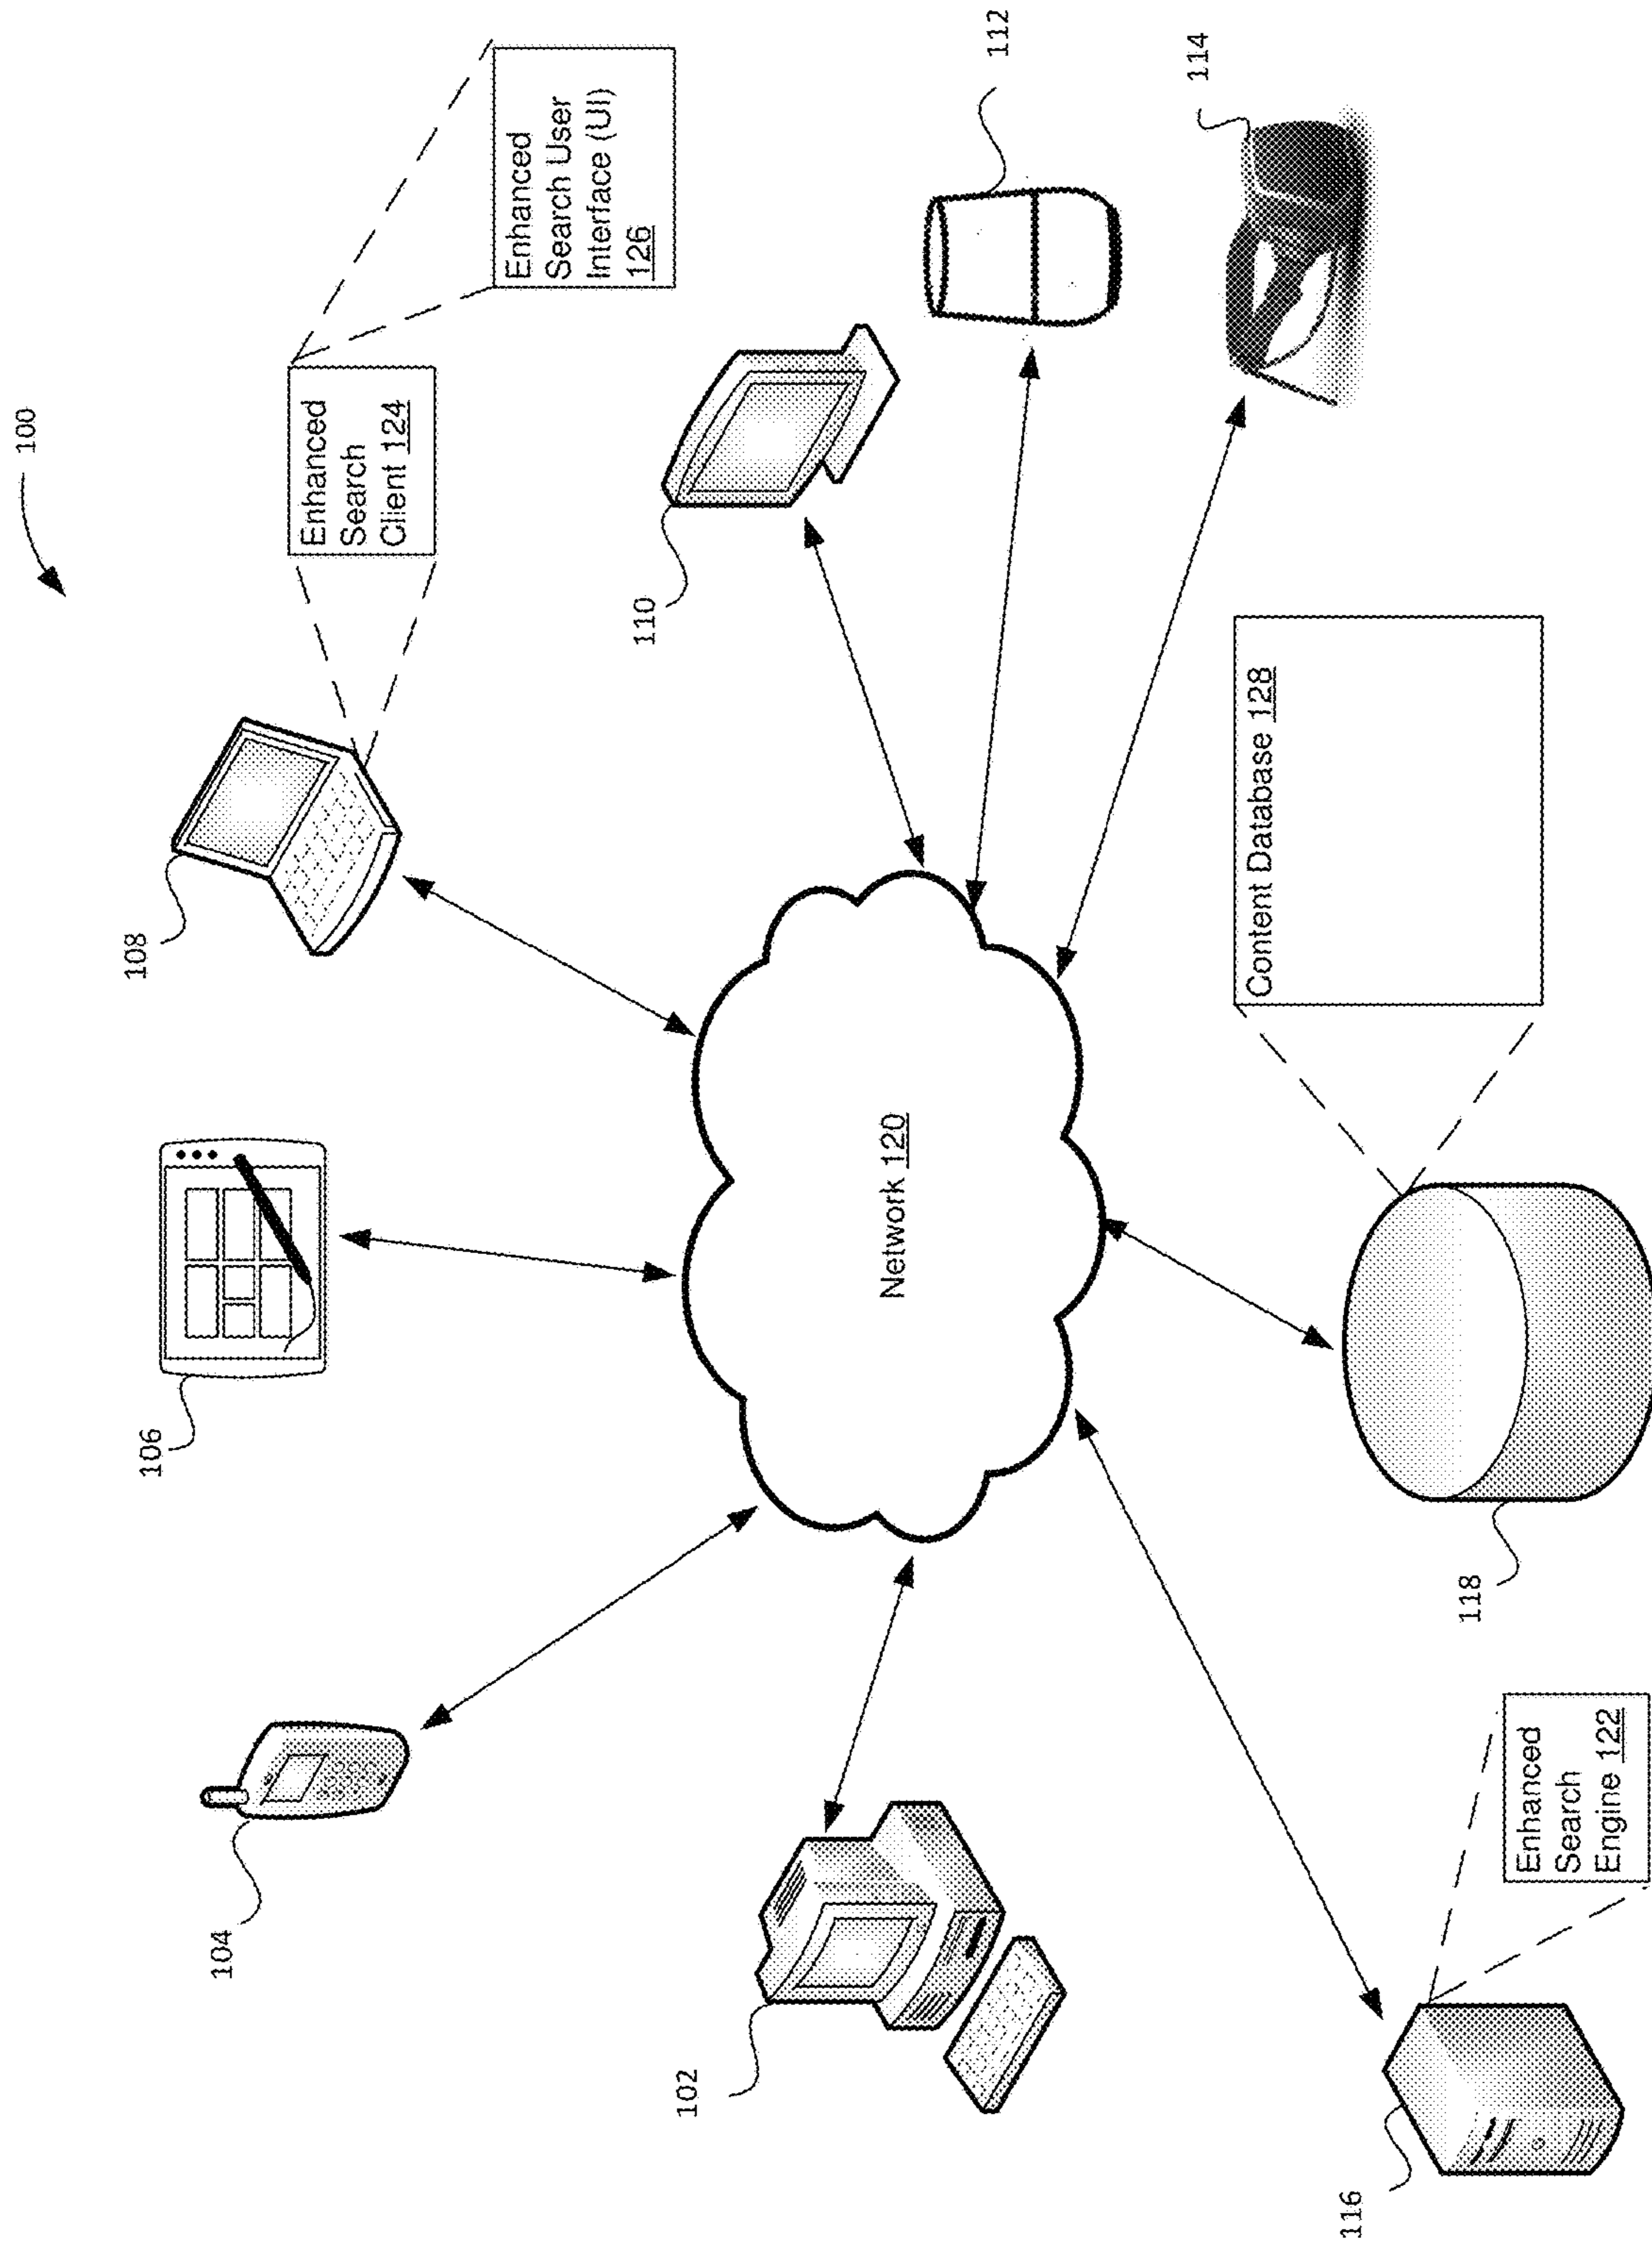 100
108
106
104
Enhanced
Search
Client 124
Enhanced
Search User
Interface (UI)
126
110
112
114
Network 120
102
Content Database 128
118
116
Enhanced
Search
Engine 122